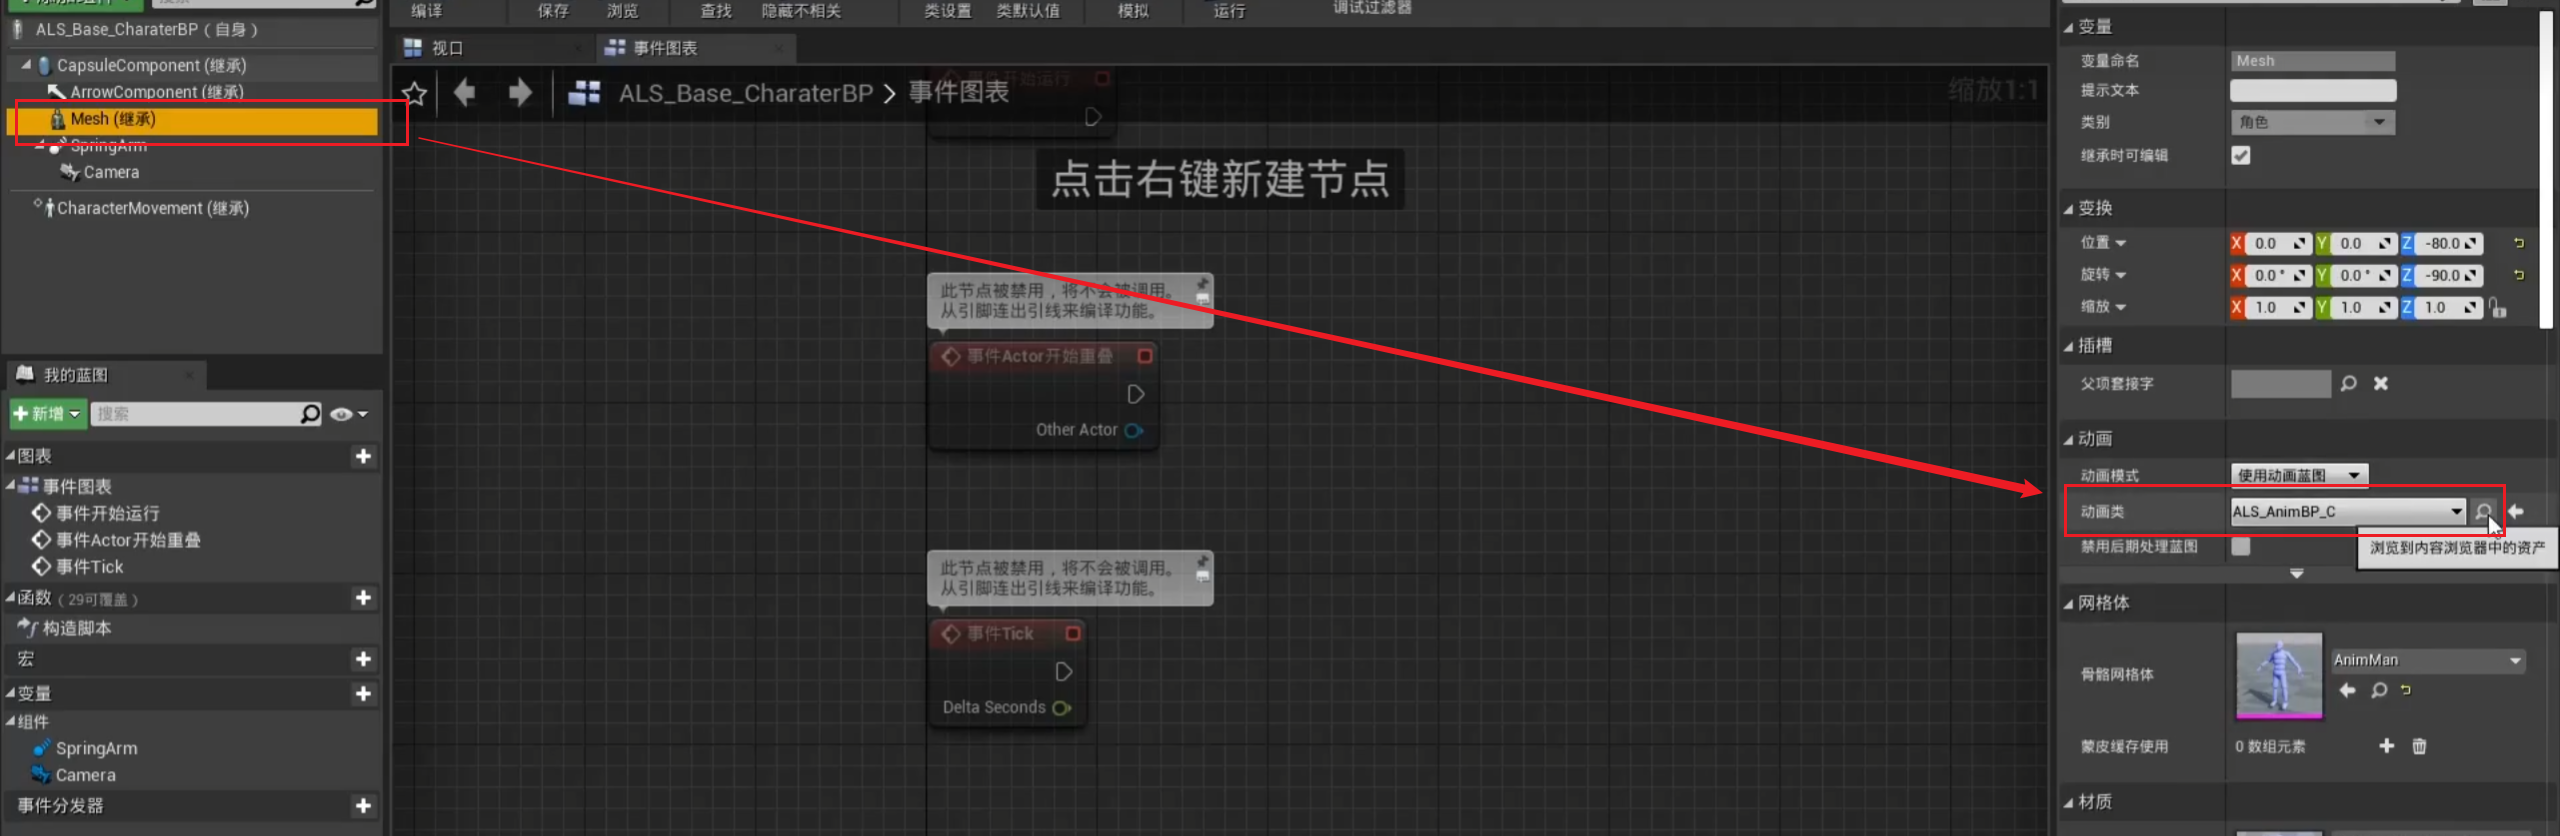 搜索
编译
保存
浏览
查找
隐藏不相关
类设置
类默认值
模拟
运行
调试过滤器
ALS_Base_CharaterBP（自身）
CapsuleComponent (继承)
ArrowComponent (继承)
Mesh (继承)
SpringArm
Camera
CharacterMovement (继承)
视口
事件图表
ALS_Base_CharaterBP > 事件图表
缩放1:1
事件开始运行
点击右键新建节点
此节点被禁用，将不会被调用。
从引脚连出引线来编译功能。
事件Actor开始重叠
Other Actor
此节点被禁用，将不会被调用。
从引脚连出引线来编译功能。
事件Tick
Delta Seconds
我的蓝图
新增
搜索
图表
事件图表
事件开始运行
事件Actor开始重叠
事件Tick
函数（29可覆盖）
构造脚本
宏
变量
组件
SpringArm
Camera
事件分发器
变量
变量命名 Mesh
提示文本
类别 角色
继承时可编辑
变换
位置 X 0.0 Y 0.0 Z -80.0
旋转 X 0.0° Y 0.0° Z -90.0
缩放 X 1.0 Y 1.0 Z 1.0
插槽
父项套接字
动画
动画模式 使用动画蓝图
动画类 ALS_AnimBP_C
禁用后期处理蓝图
浏览到内容浏览器中的资产
网格体
骨骼网格体 AnimMan
蒙皮缓存使用 0 数组元素
材质